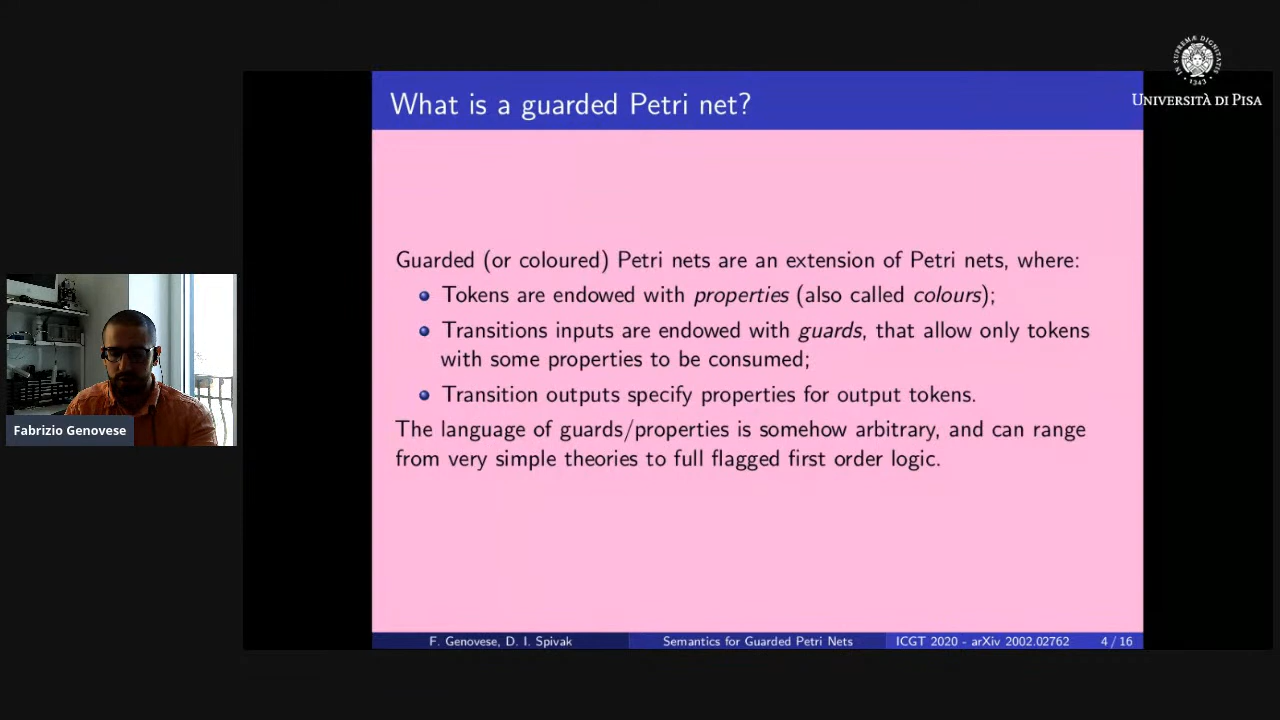 IN SUPREMÆ DIGNITATIS
1343
UNIVERSITÀ DI PISA
What is a guarded Petri net?
Guarded (or coloured) Petri nets are an extension of Petri nets, where:
Tokens are endowed with properties (also called colours);
Transitions inputs are endowed with guards, that allow only tokens
with some properties to be consumed;
Transition outputs specify properties for output tokens.
The language of guards/properties is somehow arbitrary, and can range
from very simple theories to full flagged first order logic.
Fabrizio Genovese
F. Genovese, D. I. Spivak
Semantics for Guarded Petri Nets
ICGT 2020 - arXiv 2002.02762
4 / 16